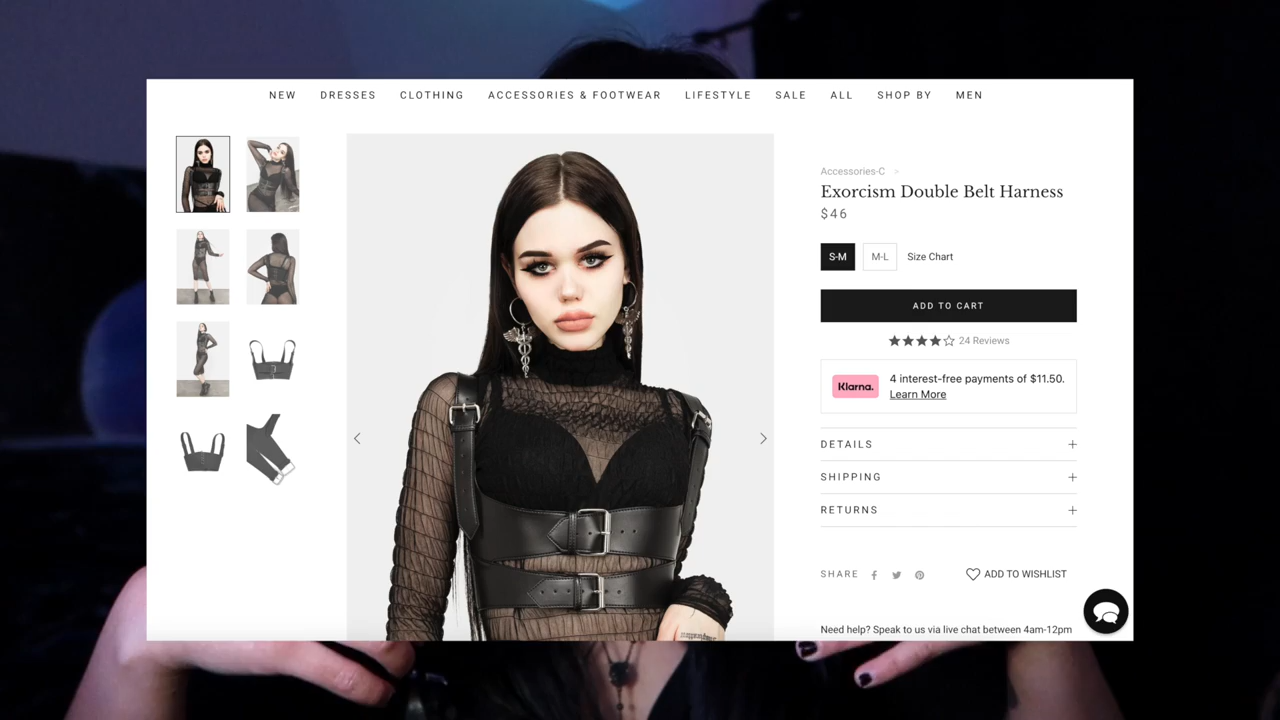 NEW DRESSES CLOTHING ACCESSORIES & FOOTWEAR LIFESTYLE SALE ALL SHOP BY MEN
Accessories-C >
Exorcism Double Belt Harness
$46
S-M M-L Size Chart
ADD TO CART
24 Reviews
Klarna. 4 interest-free payments of $11.50.
Learn More
DETAILS +
SHIPPING +
RETURNS +
SHARE ADD TO WISHLIST
Need help? Speak to us via live chat between 4am-12pm